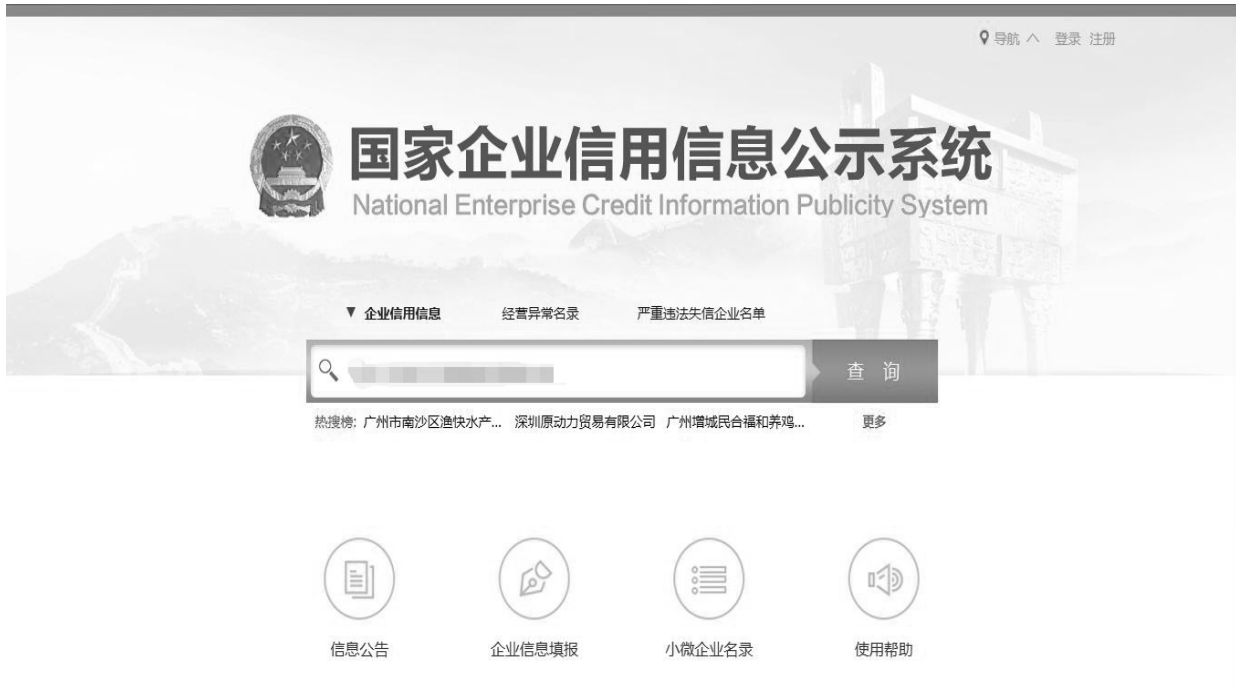 导航 登录 注册
国家企业信用信息公示系统
National Enterprise Credit Information Publicity System
企业信用信息 经营异常名录 严重违法失信企业名单
查询
热搜榜: 广州市南沙区渔快水产... 深圳原动力贸易有限公司 广州增城民合福和养鸡... 更多
信息公告 企业信息填报 小微企业名录 使用帮助